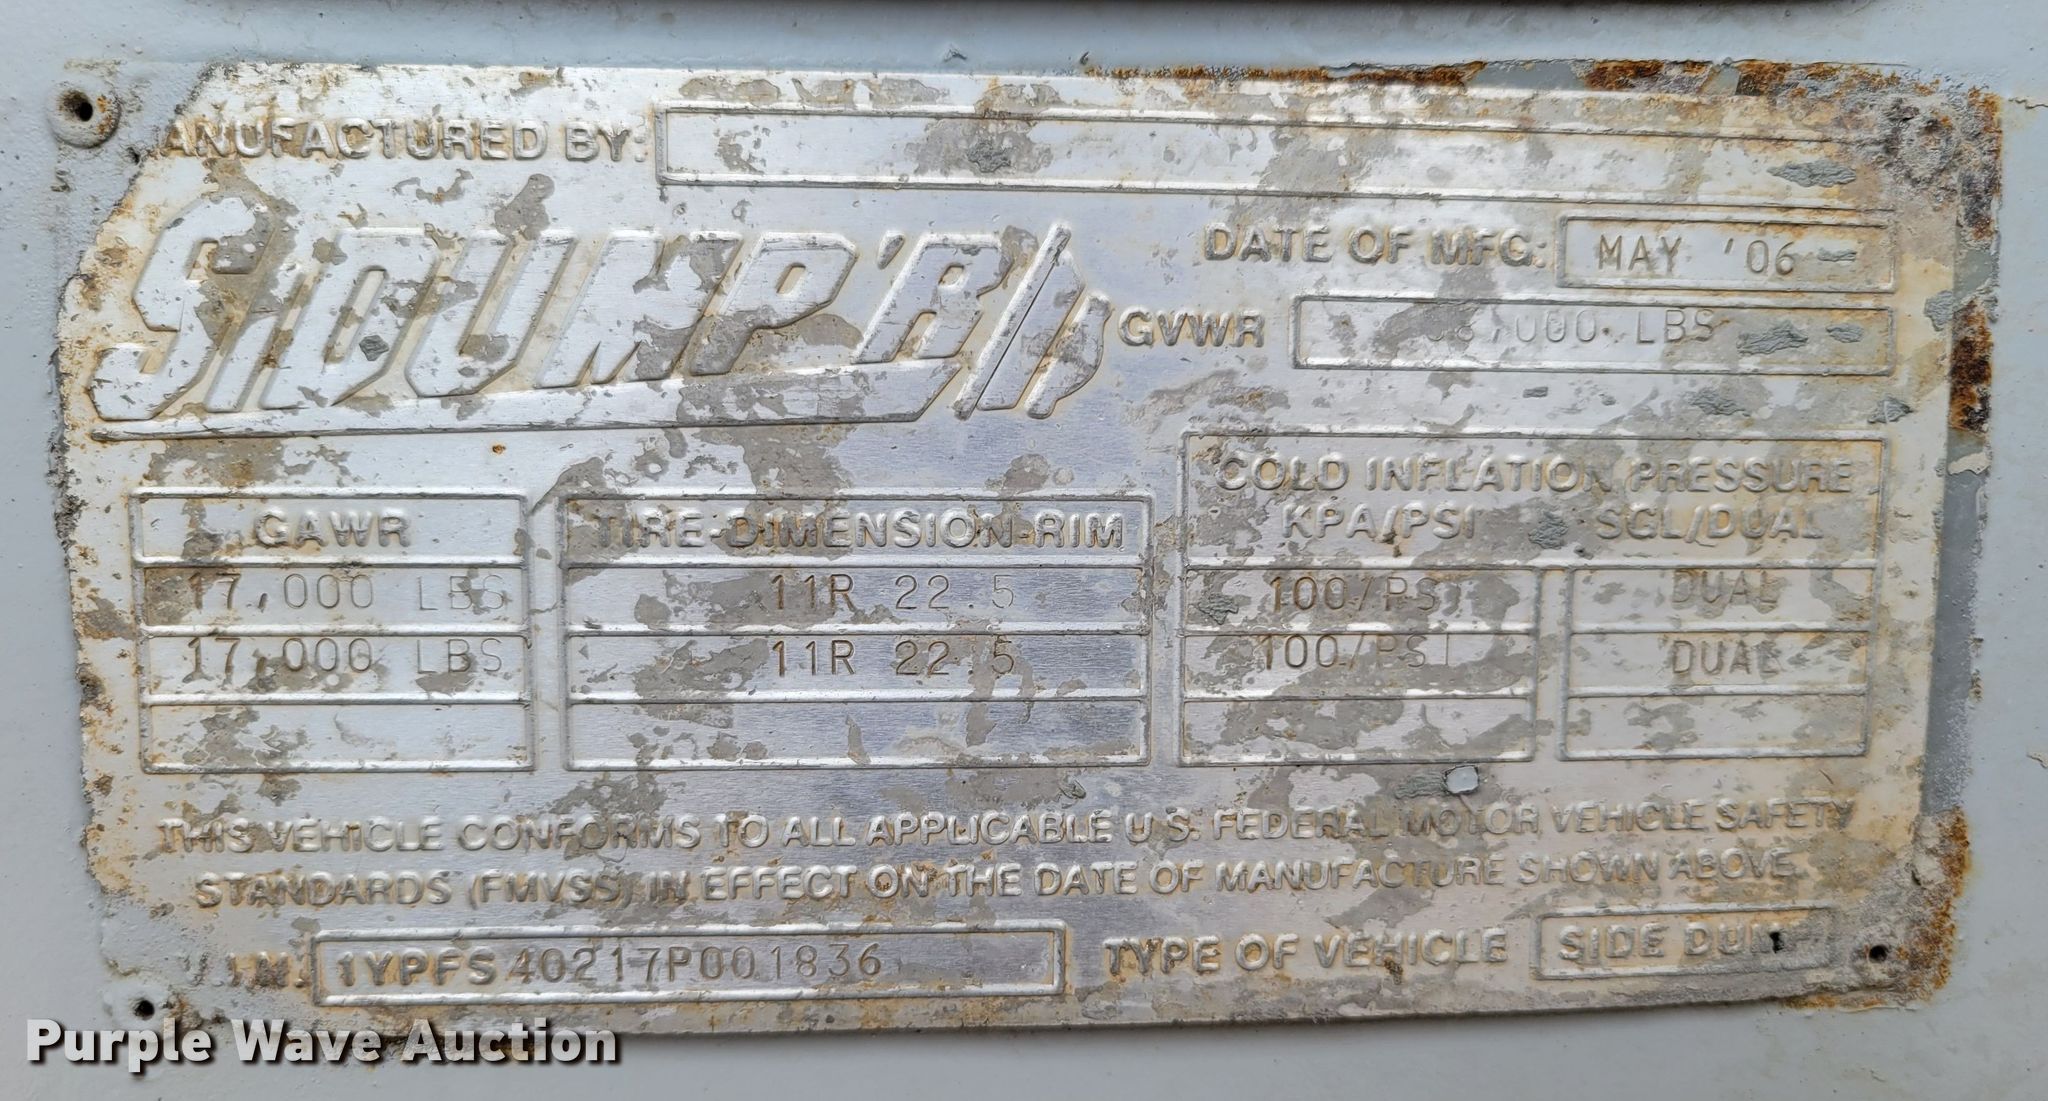 MANUFACTURED BY:
SIDUMP'R
DATE OF MFG: MAY '06
GVWR 68,000 LBS
COLD INFLATION PRESSURE
GAWR TIRE-DIMENSION-RIM KPA/PSI SGL/DUAL
17,000 LBS 11R 22.5 100/PSI DUAL
17,000 LBS 11R 22.5 100/PSI DUAL
THIS VEHICLE CONFORMS TO ALL APPLICABLE U.S. FEDERAL MOTOR VEHICLE SAFETY
STANDARDS (FMVSS) IN EFFECT ON THE DATE OF MANUFACTURE SHOWN ABOVE.
V.I.N. 1YPFS40217P001836 TYPE OF VEHICLE SIDE DUMP
Purple Wave Auction